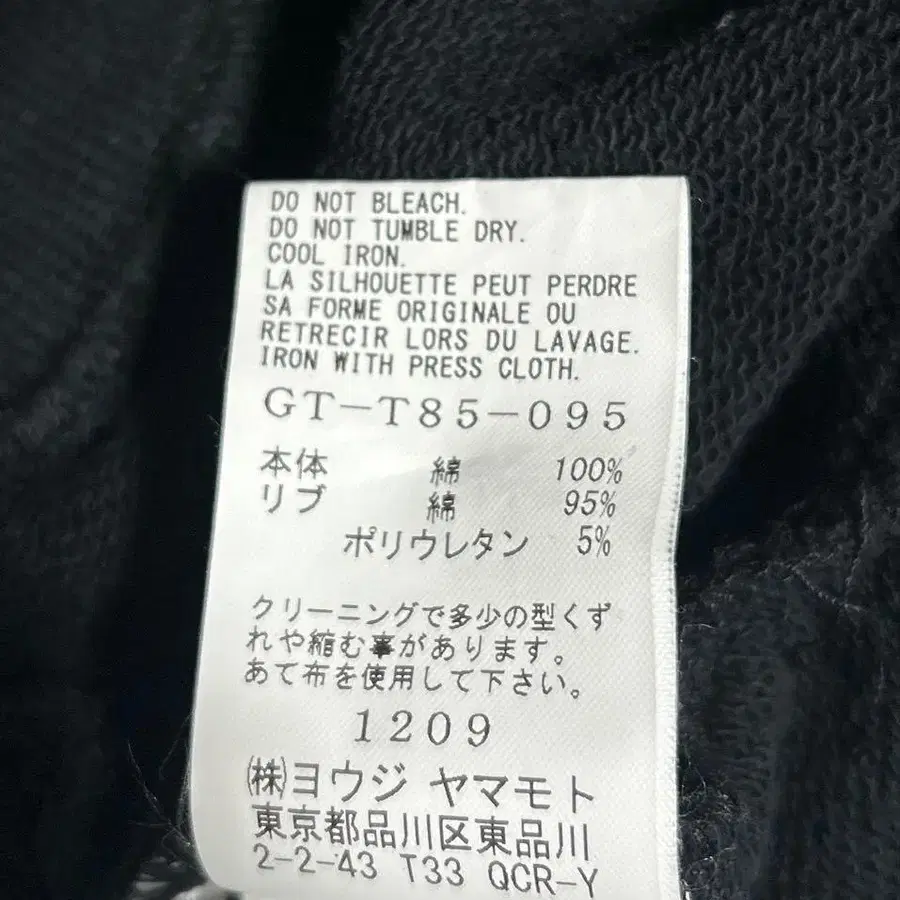 DO NOT BLEACH.
DO NOT TUMBLE DRY.
COOL IRON.
LA SILHOUETTE PEUT PERDRE
SA FORME ORIGINALE OU
RETRECIR LORS DU LAVAGE.
IRON WITH PRESS CLOTH.
GT-T85-095
本体 綿 100%
リブ 綿 95%
ポリウレタン 5%
クリーニングで多少の型くず
れや縮む事があります。
あて布を使用して下さい。
1209
㈱ヨウジ ヤマモト
東京都品川区東品川
2-2-43 T33 QCR-Y